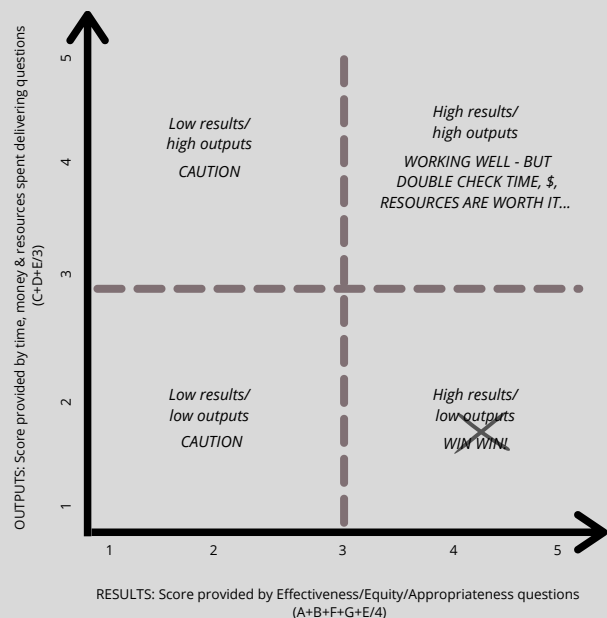 OUTPUTS: Score provided by time, money & resources spent delivering questions
(C+D+E/3)
5
4
3
2
1
Low results/
high outputs
CAUTION
High results/
high outputs
WORKING WELL - BUT
DOUBLE CHECK TIME, $,
RESOURCES ARE WORTH IT...
Low results/
low outputs
CAUTION
High results/
low outputs
WIN WIN!
1
2
3
4
5
RESULTS: Score provided by Effectiveness/Equity/Appropriateness questions
(A+B+F+G+E/4)